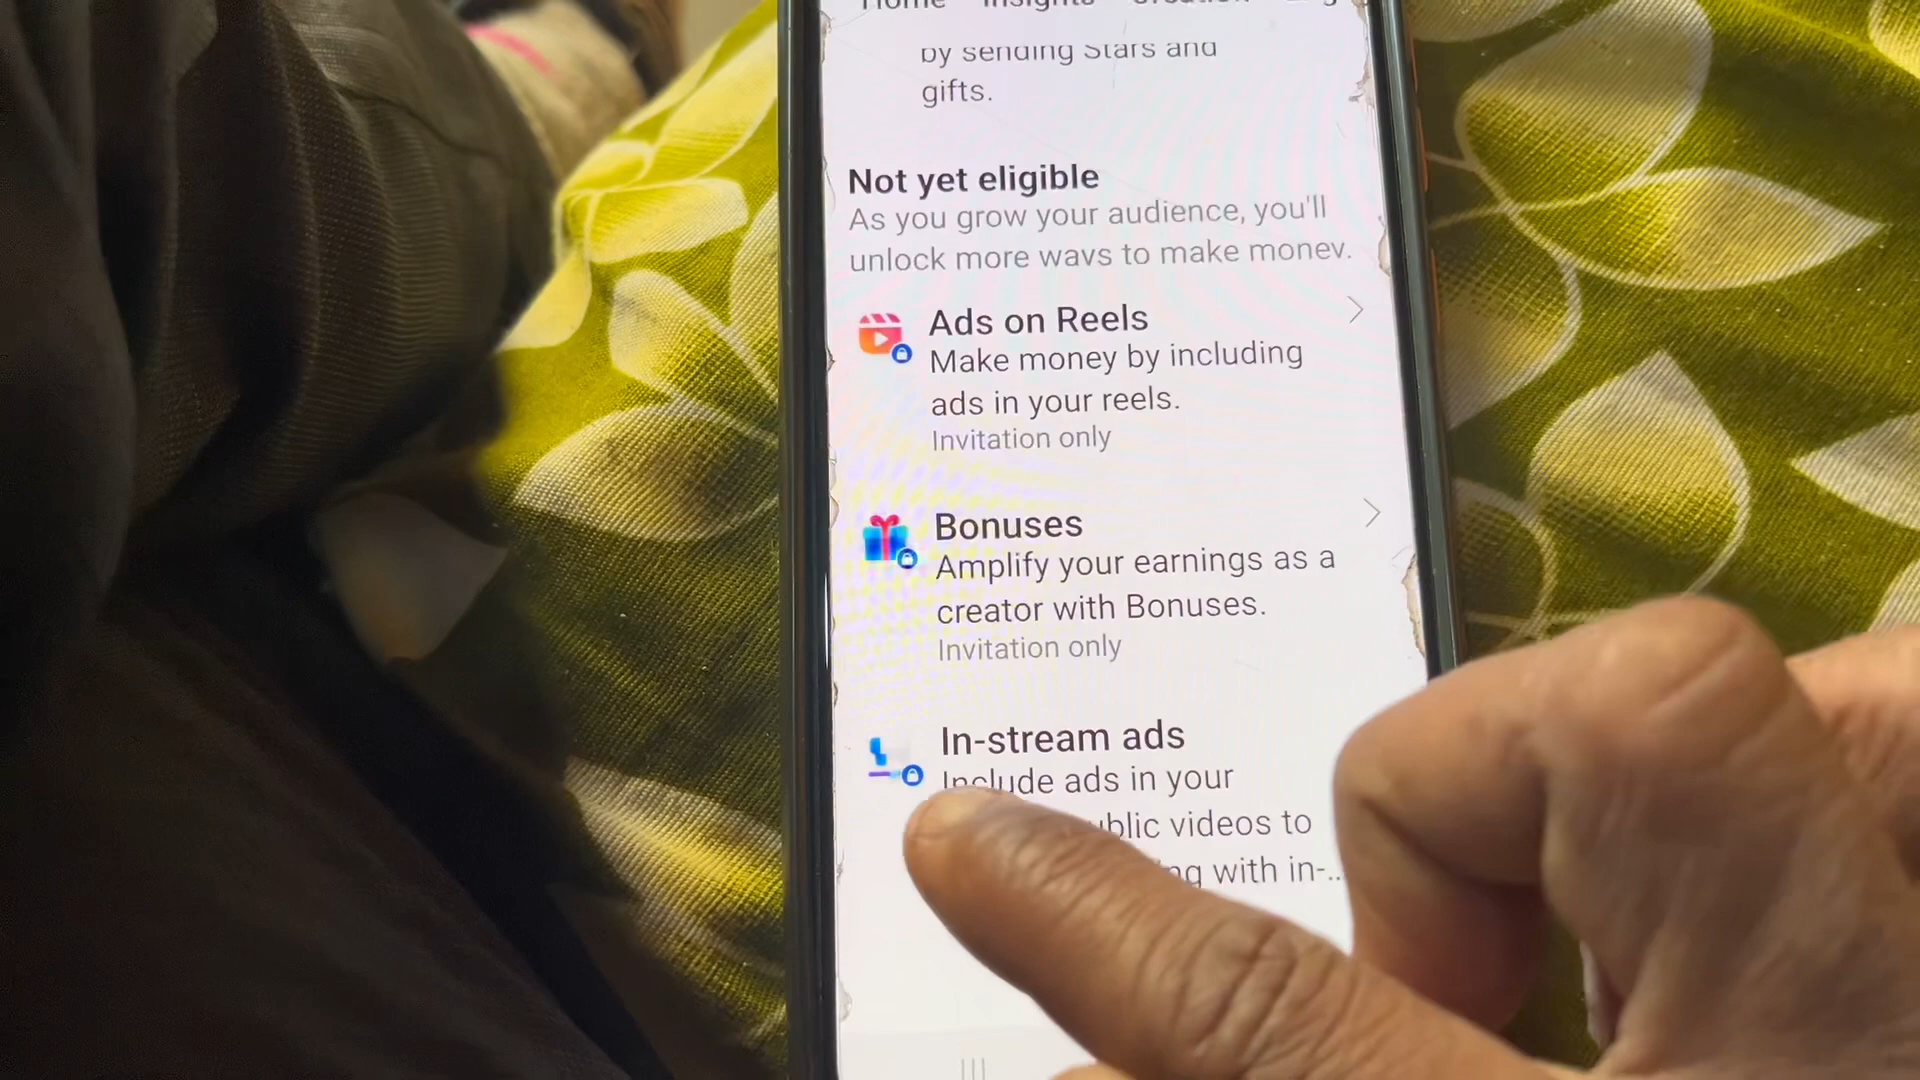 Home Insights
by sending Stars and
gifts.
Not yet eligible
As you grow your audience, you'll
unlock more ways to make money.
Ads on Reels
Make money by including
ads in your reels.
Invitation only
Bonuses
Amplify your earnings as a
creator with Bonuses.
Invitation only
In-stream ads
Include ads in your
videos to
with in-...